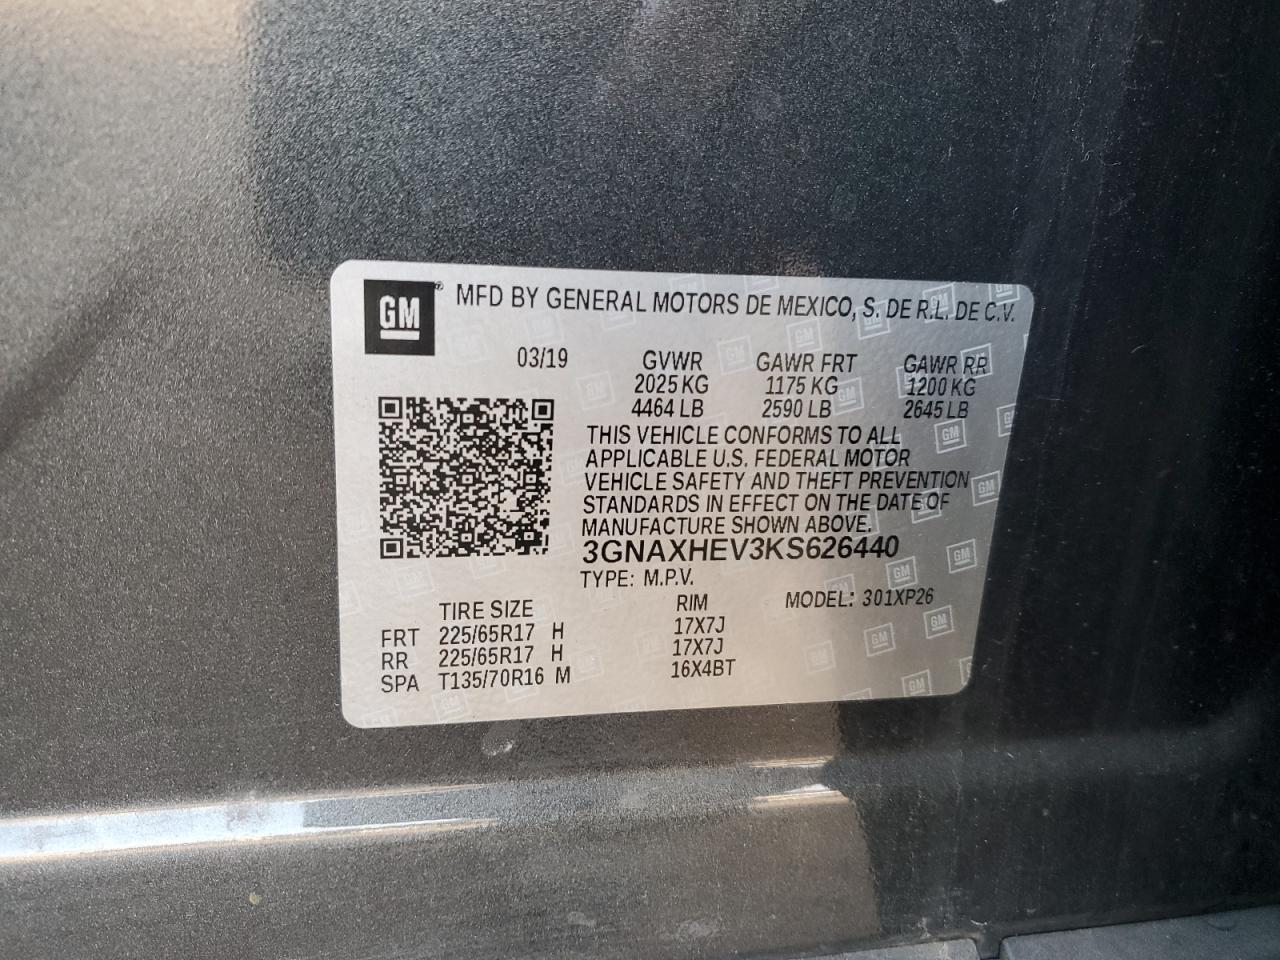 GM® MFD BY GENERAL MOTORS DE MEXICO, S. DE R.L. DE C.V.
03/19 GVWR GAWR FRT GAWR RR
2025 KG 1175 KG 1200 KG
4464 LB 2590 LB 2645 LB
THIS VEHICLE CONFORMS TO ALL
APPLICABLE U.S. FEDERAL MOTOR
VEHICLE SAFETY AND THEFT PREVENTION
STANDARDS IN EFFECT ON THE DATE OF
MANUFACTURE SHOWN ABOVE.
3GNAXHEV3KS626440
TYPE: M.P.V.
TIRE SIZE RIM MODEL: 301XP26
FRT 225/65R17 H 17X7J
RR 225/65R17 H 17X7J
SPA T135/70R16 M 16X4BT